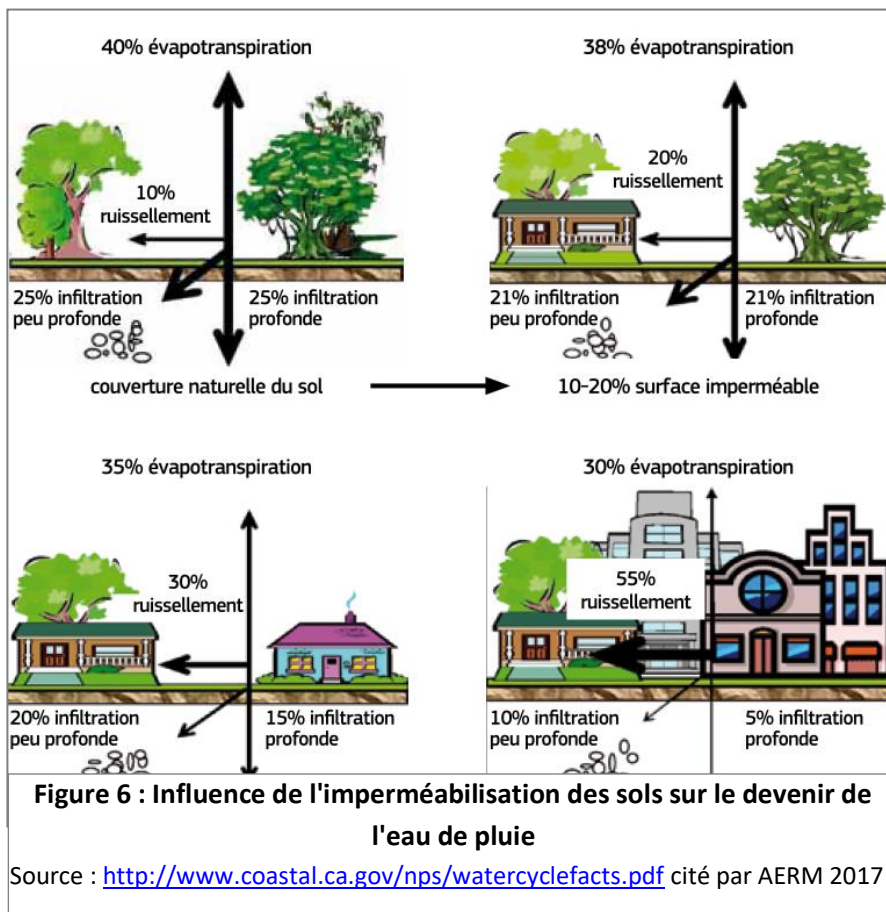 40% évapotranspiration
10%
ruissellement
25% infiltration
peu profonde
25% infiltration
profonde
couverture naturelle du sol
38% évapotranspiration
20%
ruissellement
21% infiltration
peu profonde
21% infiltration
profonde
10-20% surface imperméable
35% évapotranspiration
30%
ruissellement
20% infiltration
peu profonde
15% infiltration
profonde
30% évapotranspiration
55%
ruissellement
10% infiltration
peu profonde
5% infiltration
profonde
Figure 6 : Influence de l'imperméabilisation des sols sur le devenir de
l'eau de pluie
Source : http://www.coastal.ca.gov/nps/watercyclefacts.pdf cité par AERM 2017